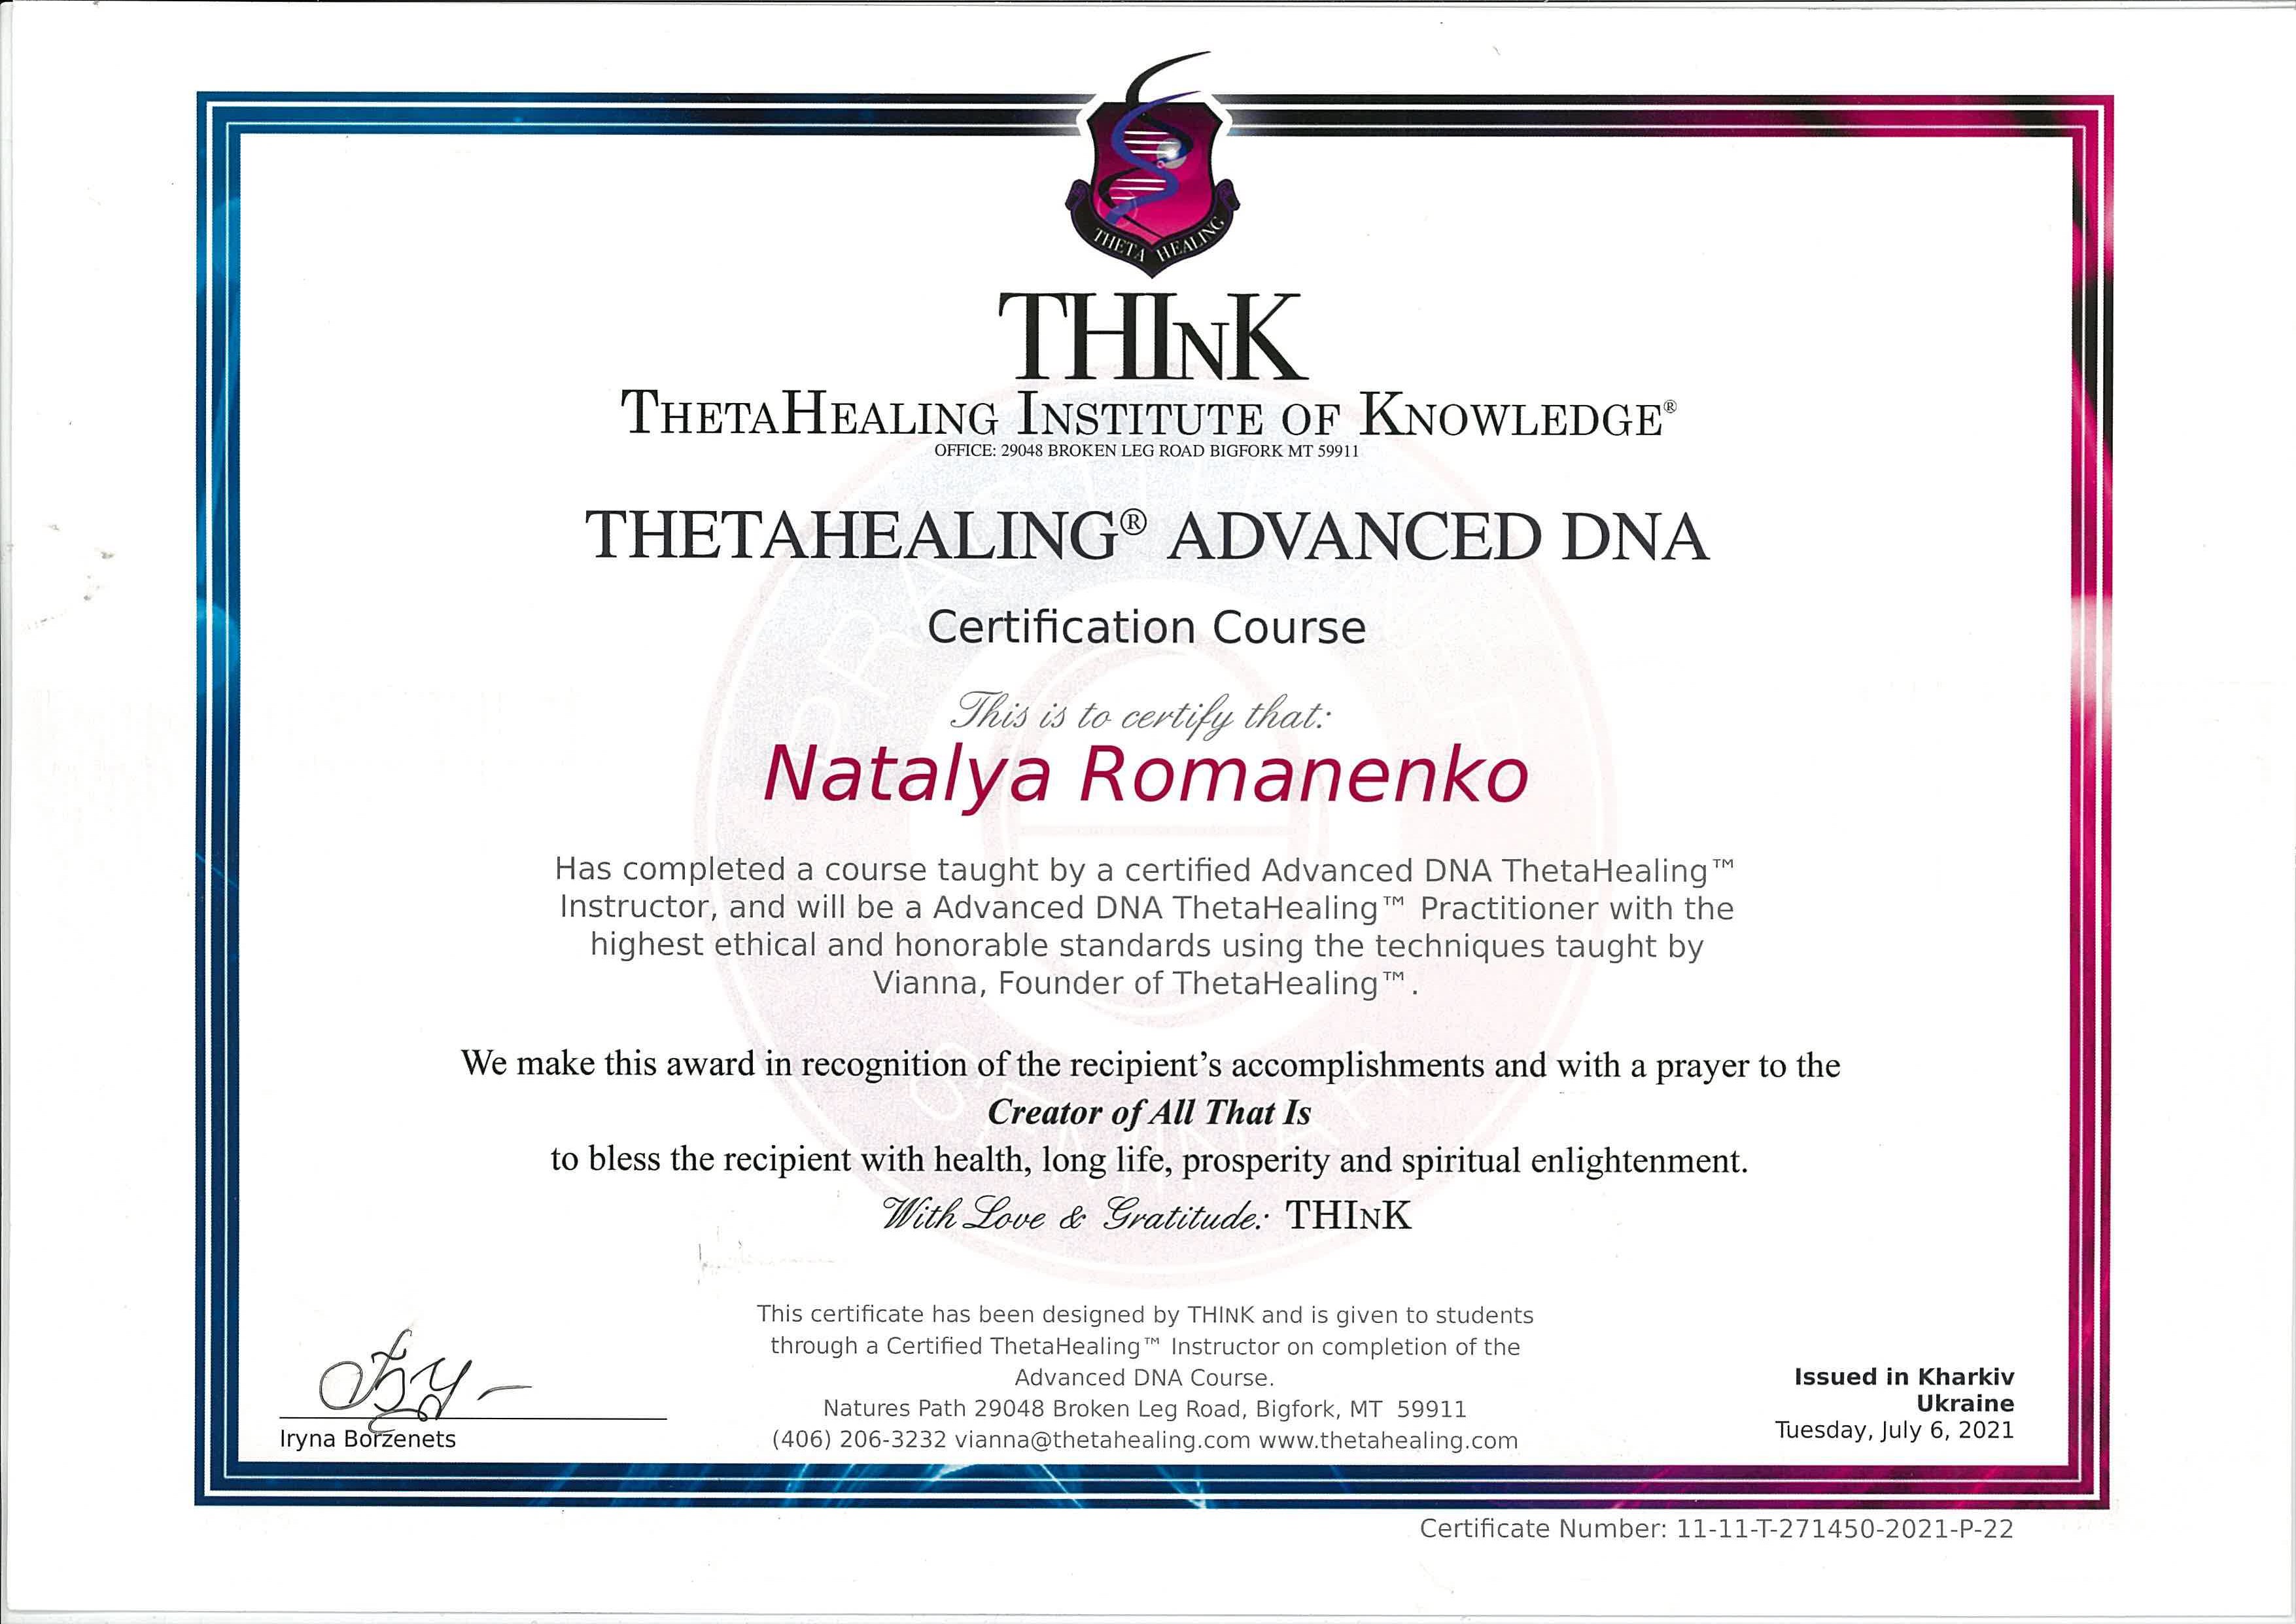 THETA HEALING
THInK
THETAHEALING INSTITUTE OF KNOWLEDGE®
OFFICE: 29048 BROKEN LEG ROAD BIGFORK MT 59911
THETAHEALING® ADVANCED DNA
Certification Course
This is to certify that:
Natalya Romanenko
Has completed a course taught by a certified Advanced DNA ThetaHealing™
Instructor, and will be a Advanced DNA ThetaHealing™ Practitioner with the
highest ethical and honorable standards using the techniques taught by
Vianna, Founder of ThetaHealing™.
We make this award in recognition of the recipient’s accomplishments and with a prayer to the
Creator of All That Is
to bless the recipient with health, long life, prosperity and spiritual enlightenment.
With Love & Gratitude: THINK
This certificate has been designed by THINK and is given to students
through a Certified ThetaHealing™ Instructor on completion of the
Advanced DNA Course.
Natures Path 29048 Broken Leg Road, Bigfork, MT 59911
(406) 206-3232 vianna@thetahealing.com www.thetahealing.com
Iryna Borzenets
Issued in Kharkiv
Ukraine
Tuesday, July 6, 2021
Certificate Number: 11-11-T-271450-2021-P-22